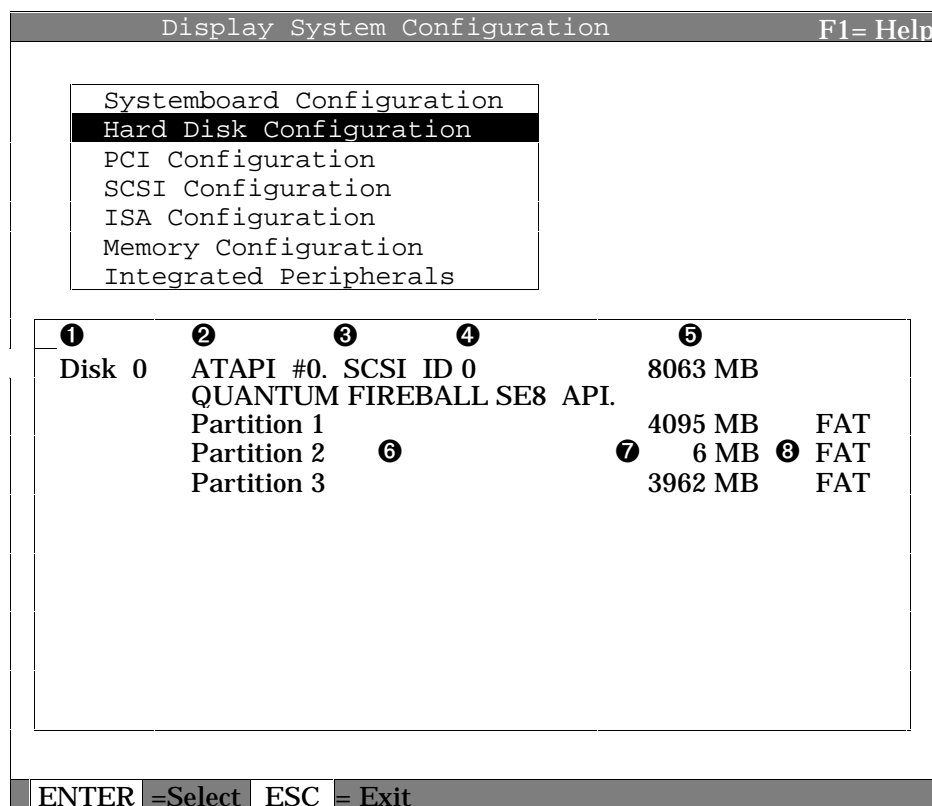 Display System Configuration F1= Help
Systemboard Configuration
Hard Disk Configuration
PCI Configuration
SCSI Configuration
ISA Configuration
Memory Configuration
Integrated Peripherals
❶ ❷ ❸ ❹ ❺
Disk 0 ATAPI #0. SCSI ID 0 8063 MB
QUANTUM FIREBALL SE8 API.
Partition 1 4095 MB FAT
Partition 2 ❻ ❼ 6 MB ❽ FAT
Partition 3 3962 MB FAT
ENTER =Select ESC = Exit